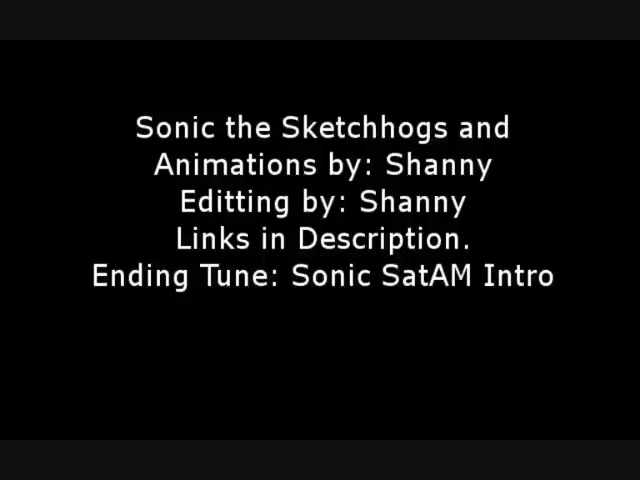 Sonic the Sketchhogs and
Animations by: Shanny
Editting by: Shanny
Links in Description.
Ending Tune: Sonic SatAM Intro